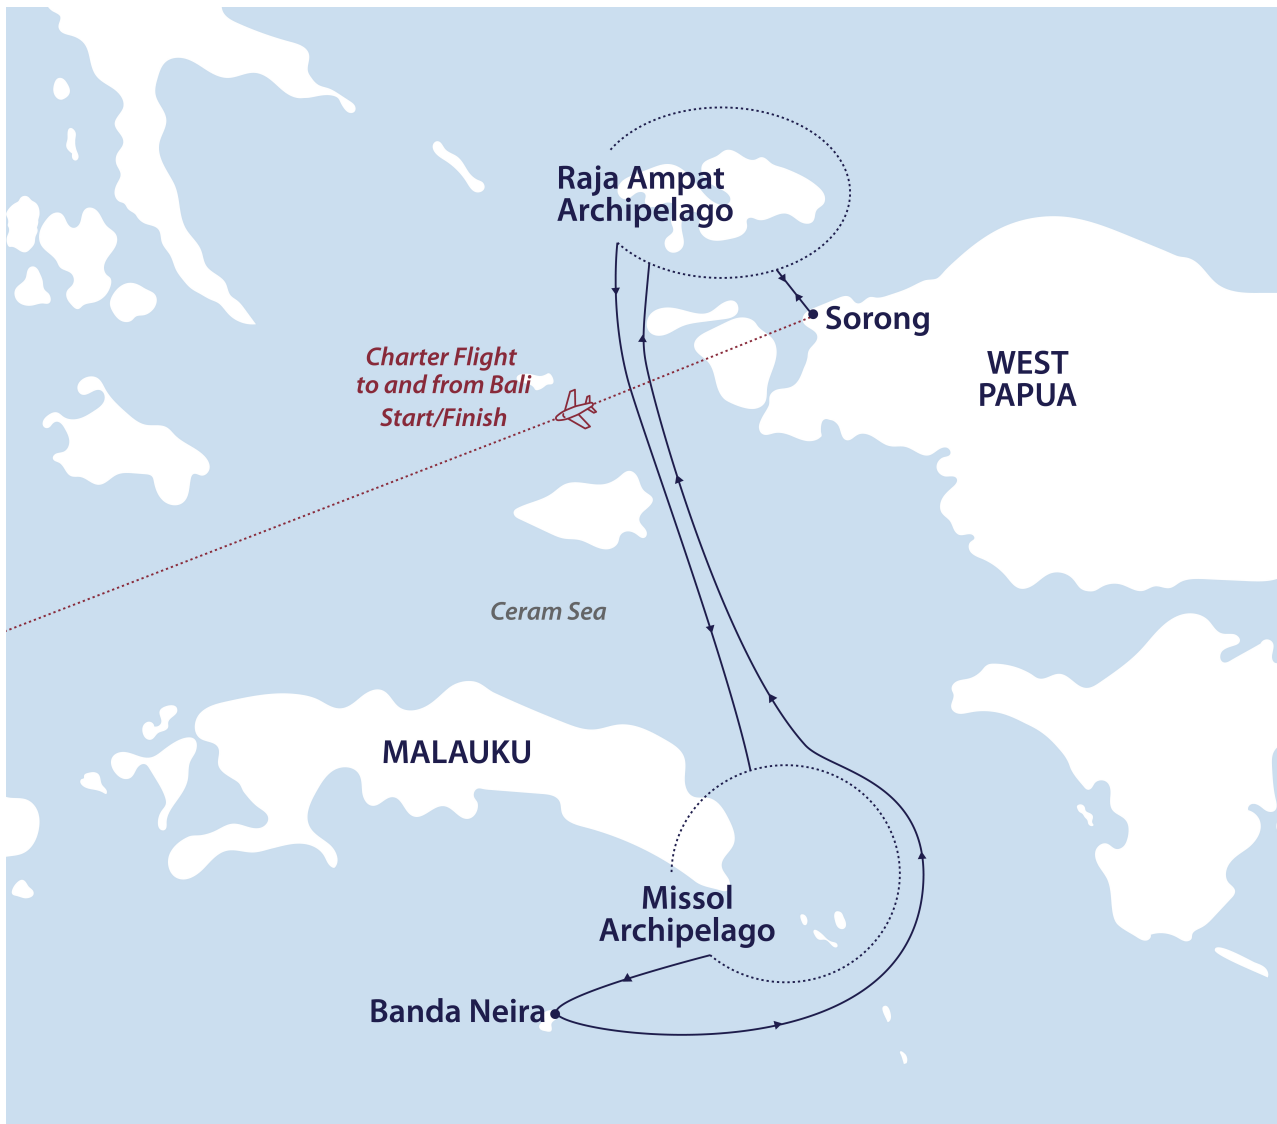 Raja Ampat
Archipelago
Sorong
WEST
PAPUA
Charter Flight
to and from Bali
Start/Finish
Ceram Sea
MALAUKU
Missol
Archipelago
Banda Neira